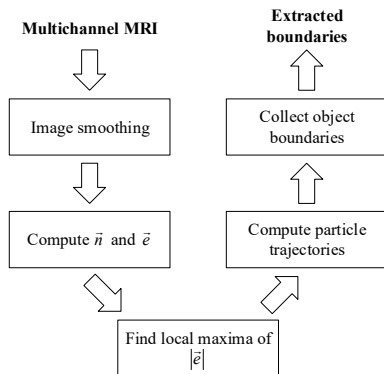 Multichannel MRI
Image smoothing
Compute n⃗ and e⃗
Find local maxima of
|e⃗|
Compute particle
trajectories
Collect object
boundaries
Extracted
boundaries